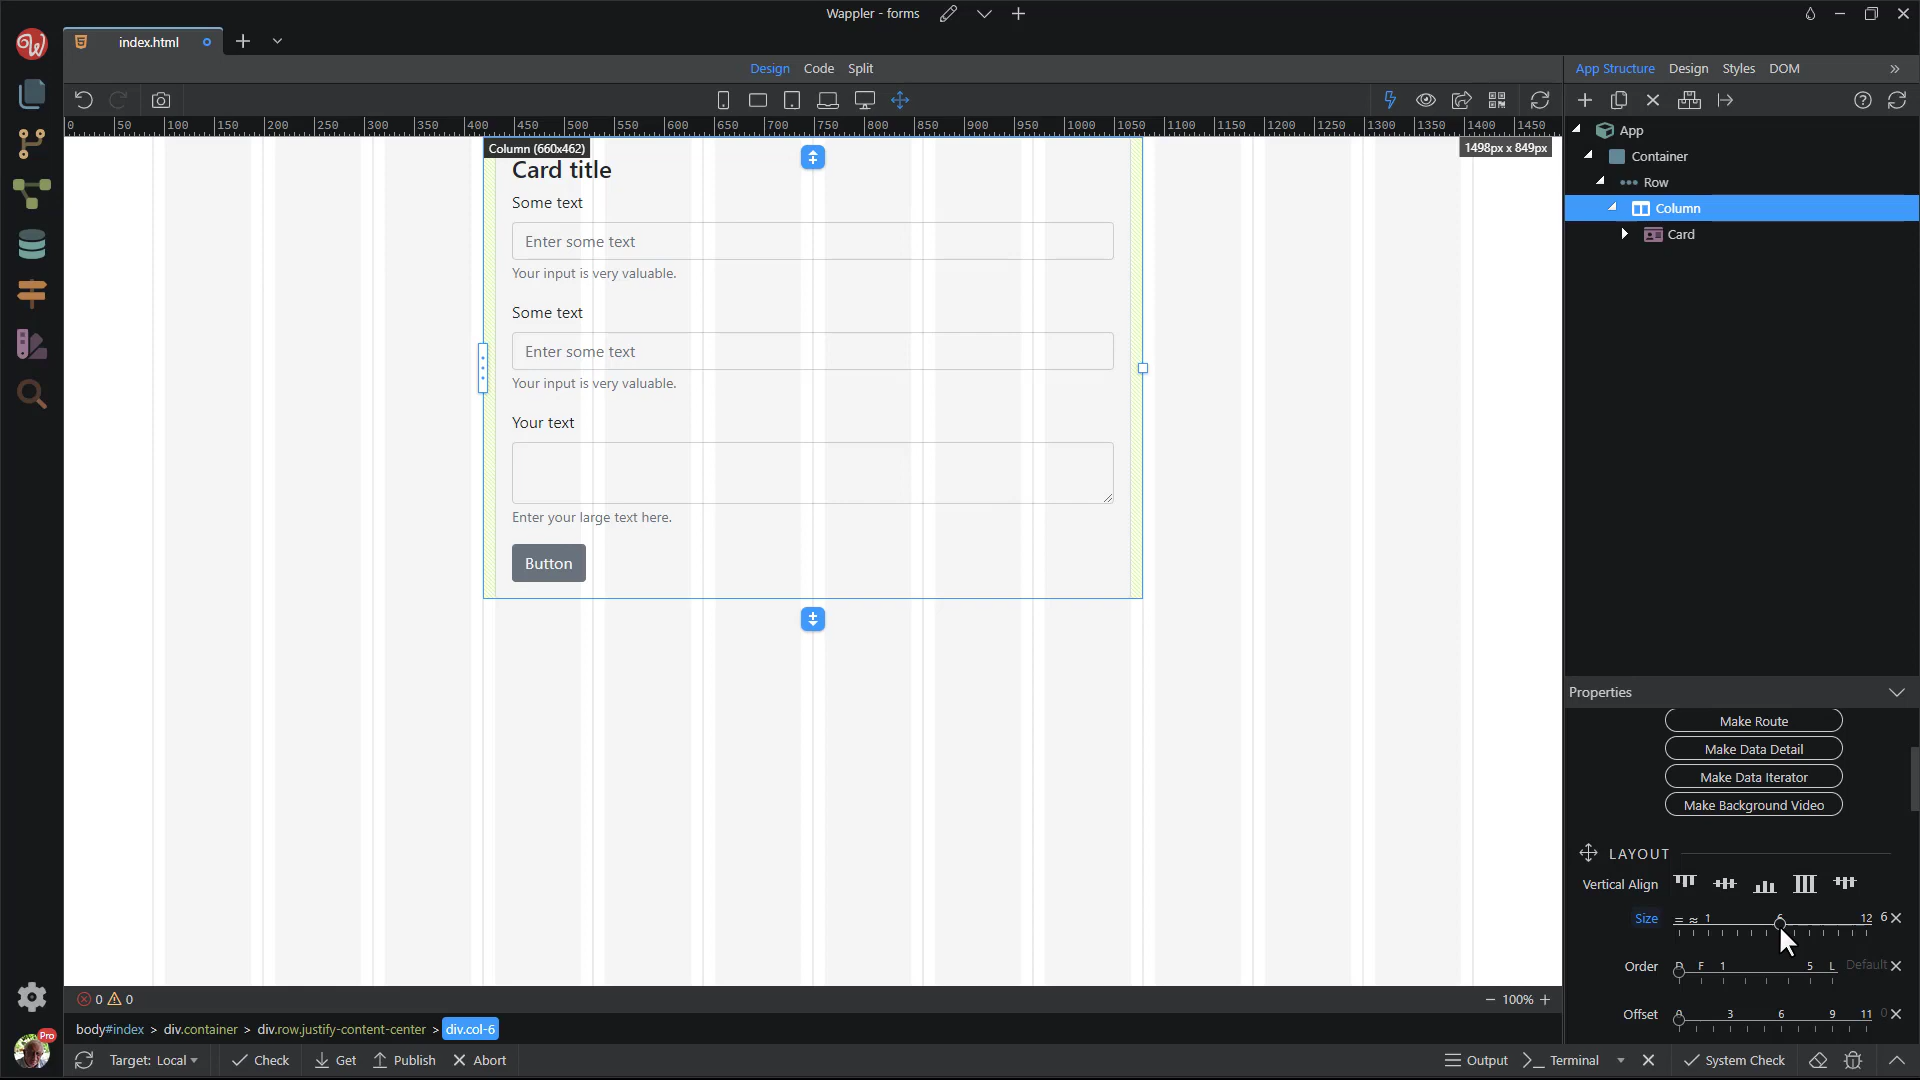 Wappler - forms
index.html
Design Code Split
App Structure Design Styles DOM
0 50 100 150 200 250 300 350 400 450 500 550 600 650 700 750 800 850 900 950 1000 1050 1100 1150 1200 1250 1300 1350 1400 1450
Column (660x462)
1498px x 849px
Card title
Some text
Enter some text
Your input is very valuable.
Some text
Enter some text
Your input is very valuable.
Your text
Enter your large text here.
Button
App
Container
Row
Column
Card
Properties
Make Route
Make Data Detail
Make Data Iterator
Make Background Video
LAYOUT
Vertical Align
Size = ≈ 1 6 12 6
Order D F 1 5 L Default
Offset 0 3 6 9 11 0
0 0
100%
body#index > div.container > div.row.justify-content-center > div.col-6
Pro
Target: Local Check Get Publish Abort
Output Terminal System Check